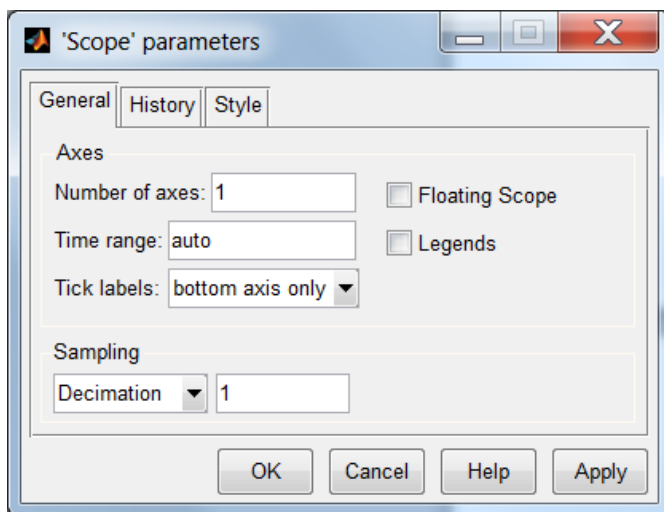 'Scope' parameters
General History Style
Axes
Number of axes: 1 Floating Scope
Time range: auto Legends
Tick labels: bottom axis only
Sampling
Decimation 1
OK Cancel Help Apply